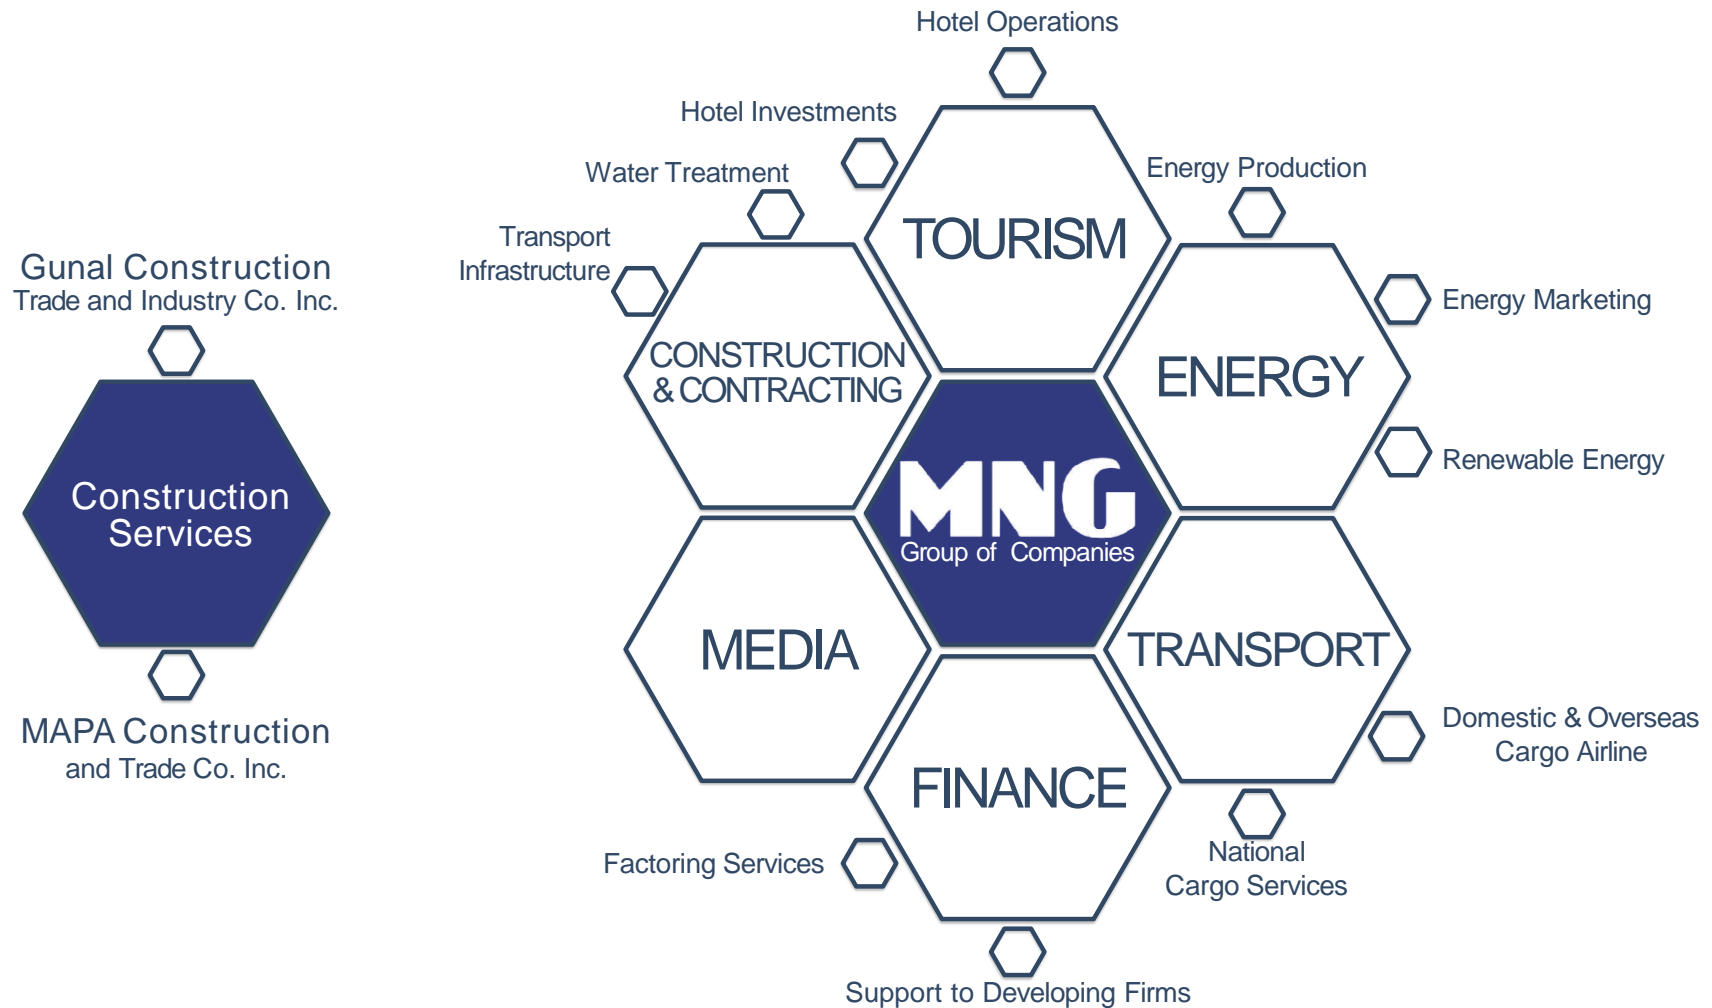 Hotel Operations
Hotel Investments
Water Treatment
Energy Production
Transport
Infrastructure
TOURISM
Gunal Construction
Trade and Industry Co. Inc.
Energy Marketing
CONSTRUCTION
& CONTRACTING
ENERGY
Renewable Energy
Construction
Services
MNG
Group of Companies
MEDIA
TRANSPORT
MAPA Construction
and Trade Co. Inc.
Domestic & Overseas
Cargo Airline
FINANCE
National
Cargo Services
Factoring Services
Support to Developing Firms